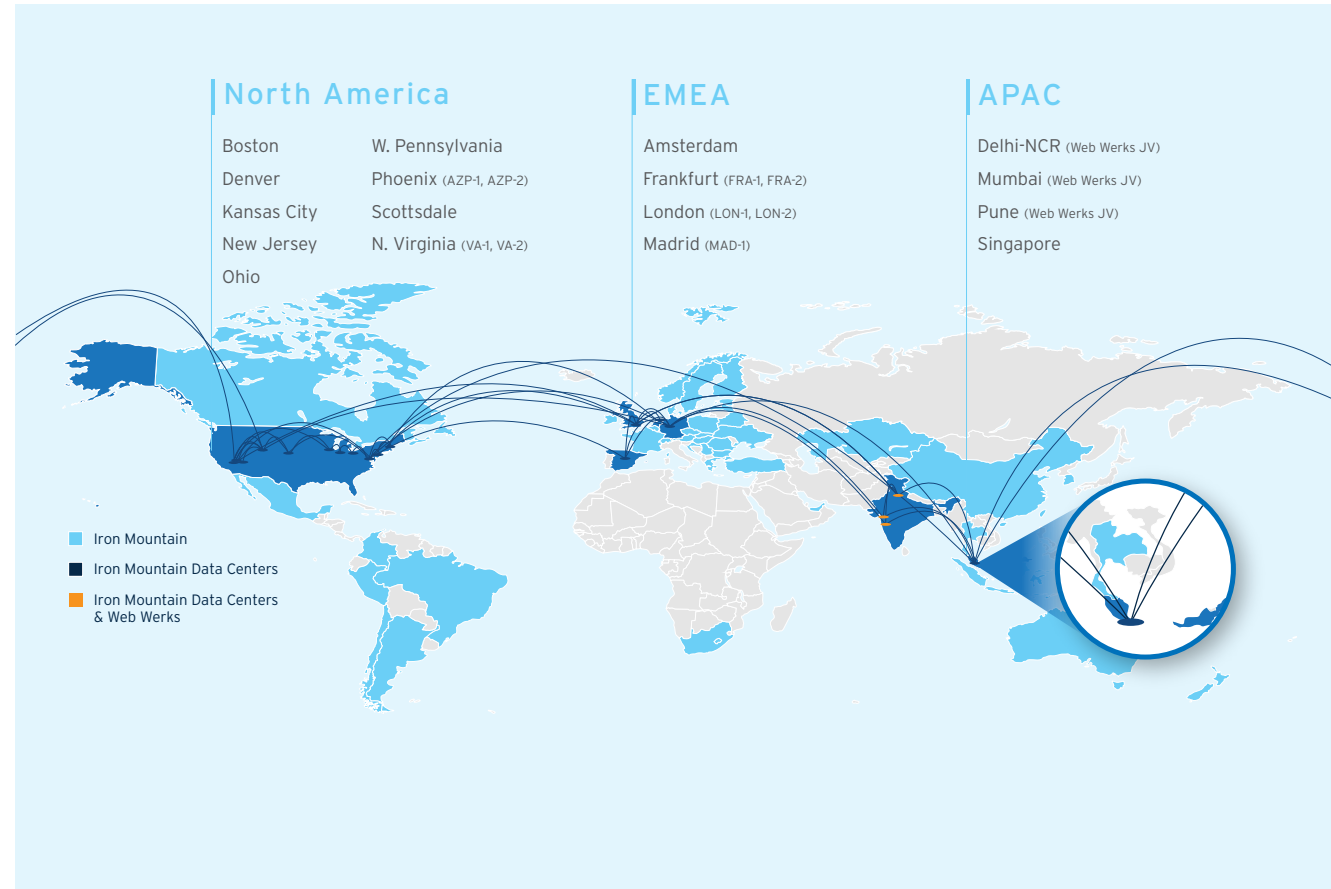 North America
Boston
Denver
Kansas City
New Jersey
Ohio
W. Pennsylvania
Phoenix (AZP-1, AZP-2)
Scottsdale
N. Virginia (VA-1, VA-2)
EMEA
Amsterdam
Frankfurt (FRA-1, FRA-2)
London (LON-1, LON-2)
Madrid (MAD-1)
APAC
Delhi-NCR (Web Werks JV)
Mumbai (Web Werks JV)
Pune (Web Werks JV)
Singapore
Iron Mountain
Iron Mountain Data Centers
Iron Mountain Data Centers
& Web Werks